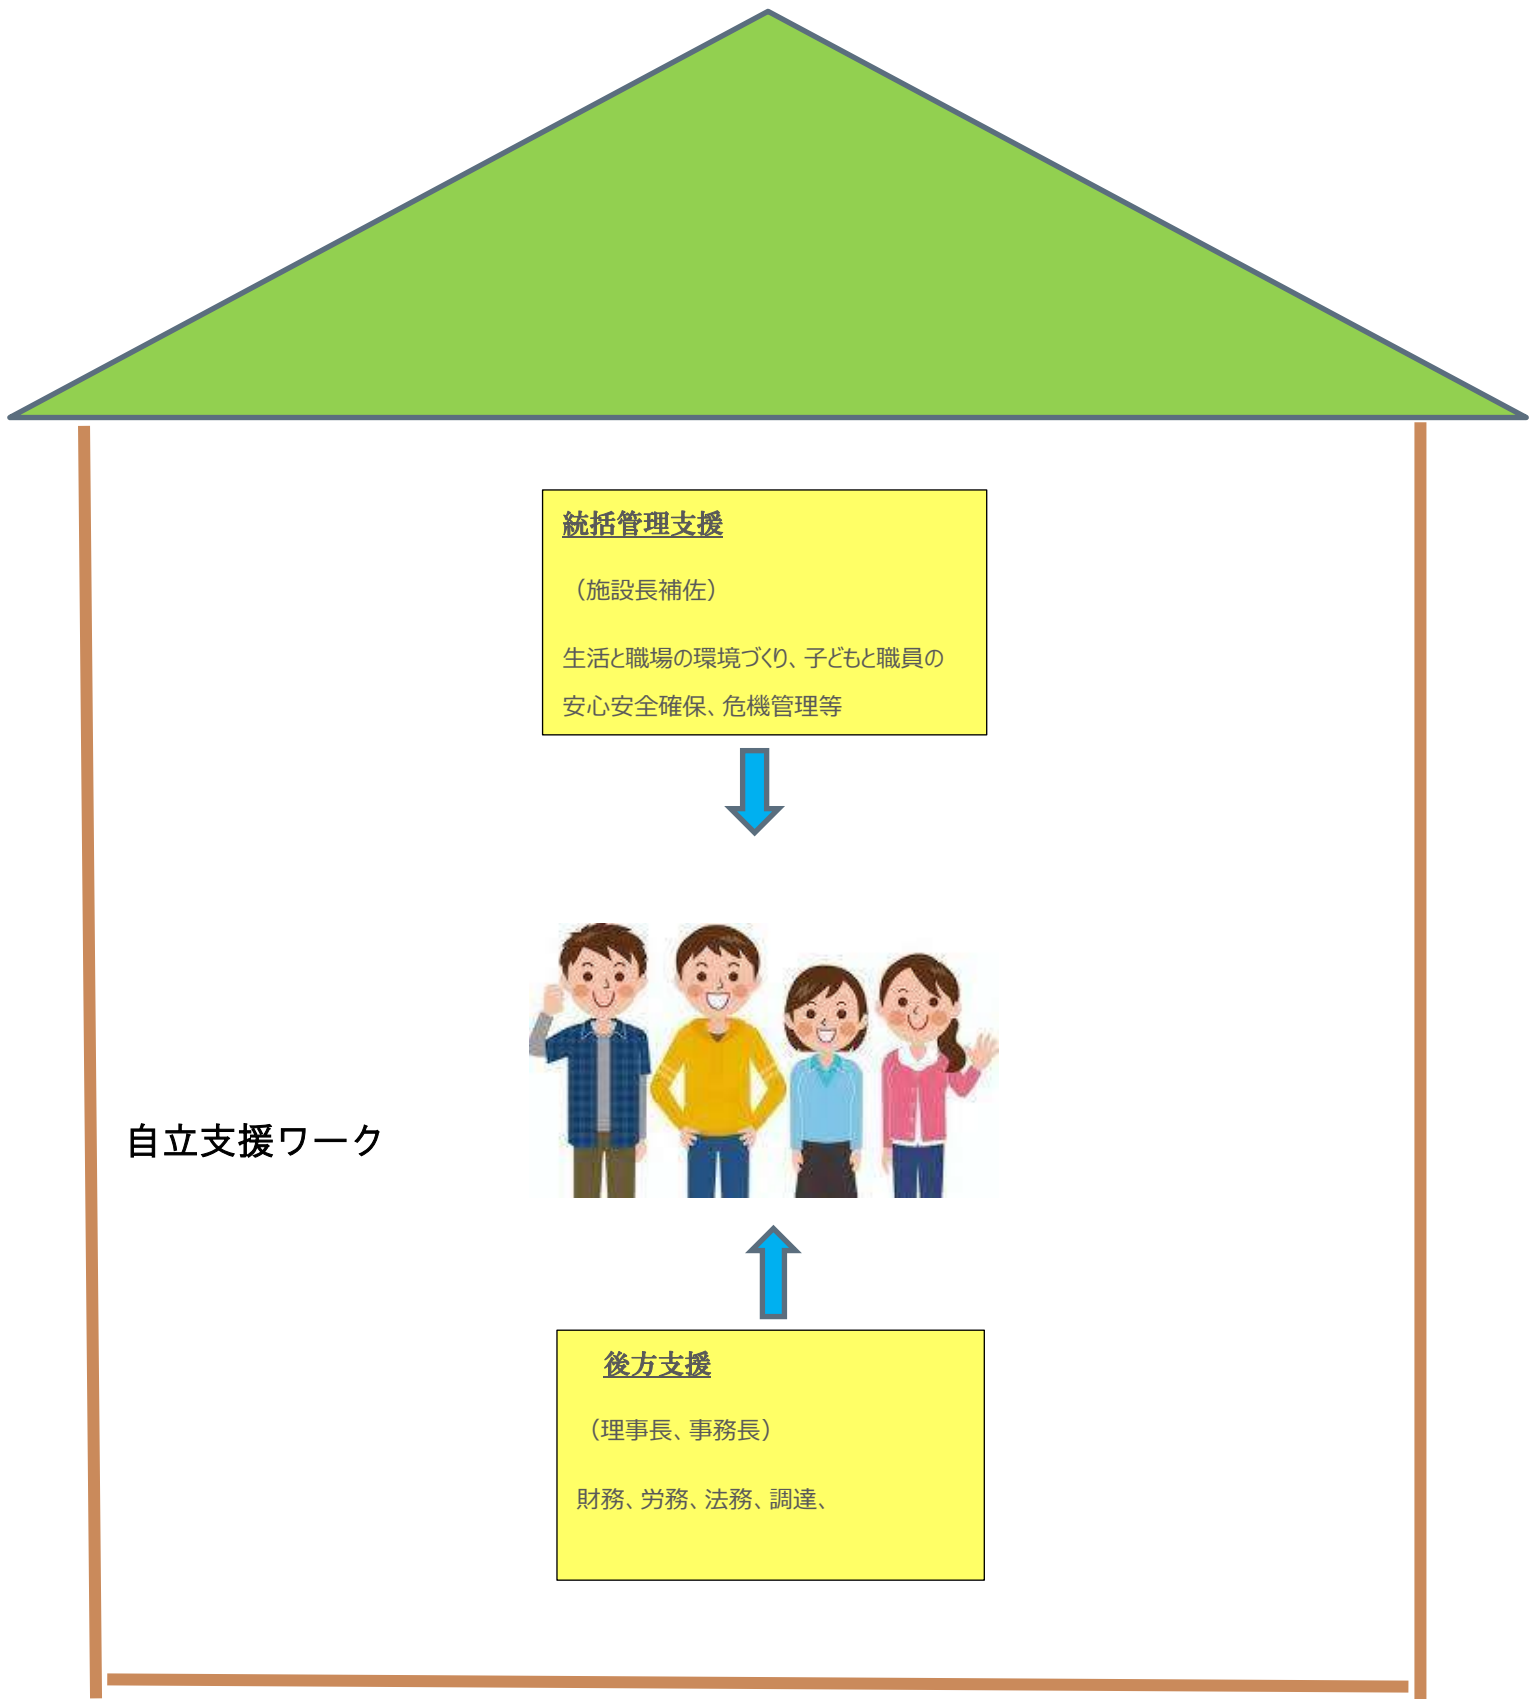 統括管理支援
（施設長補佐）
生活と職場の環境づくり、子どもと職員の
安心安全確保、危機管理等
自立支援ワーク
後方支援
（理事長、事務長）
財務、労務、法務、調達、